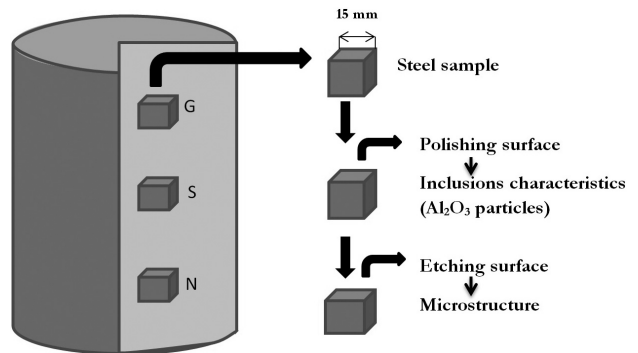 15 mm
G
Steel sample
S
Polishing surface
Inclusions characteristics
(Al₂O₃ particles)
N
Etching surface
Microstructure